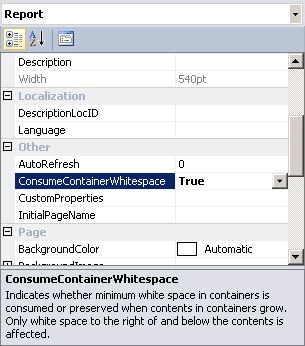 Report
Description
Width 540pt
Localization
DescriptionLocID
Language
Other
AutoRefresh 0
ConsumeContainerWhitespace True
CustomProperties
InitialPageName
Page
BackgroundColor Automatic
BackgroundImage
ConsumeContainerWhitespace
Indicates whether minimum white space in containers is
consumed or preserved when contents in containers grow.
Only white space to the right of and below the contents is
affected.